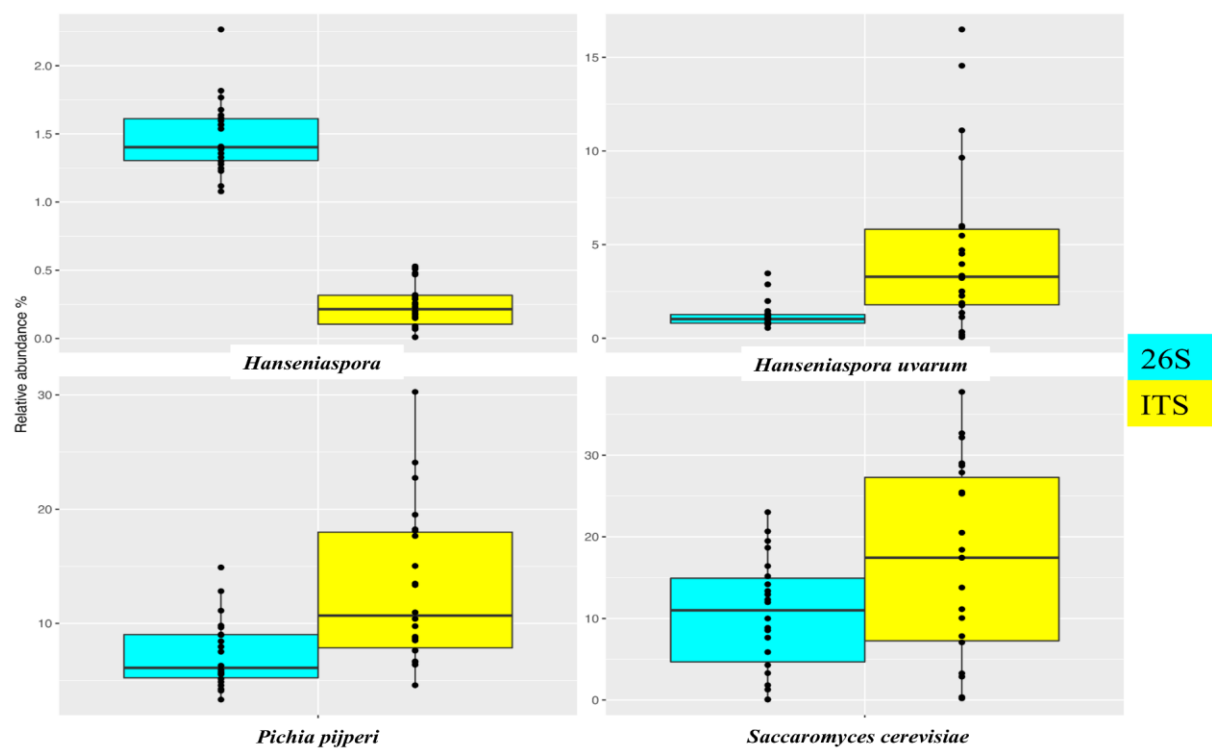 Relative abundance %
2.0
1.5
1.0
0.5
0.0
Hanseniaspora
15
10
5
0
Hanseniaspora uvarum
30
20
10
Pichia pijperi
30
20
10
0
Saccaromyces cerevisiae
26S
ITS